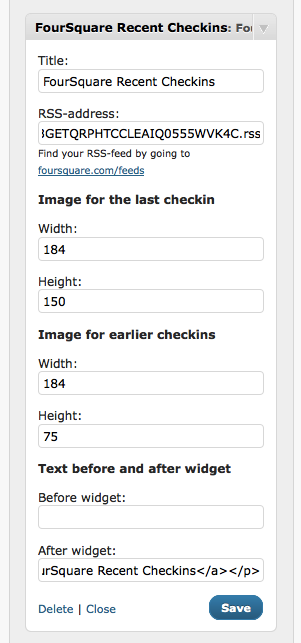 FourSquare Recent Checkins: Fou
Title:
FourSquare Recent Checkins
RSS-address:
3GETQRPHTCCLEAIQ0555WVK4C.rss
Find your RSS-feed by going to
foursquare.com/feeds
Image for the last checkin
Width:
184
Height:
150
Image for earlier checkins
Width:
184
Height:
75
Text before and after widget
Before widget:
After widget:
urSquare Recent Checkins</a></p>
Delete | Close
Save